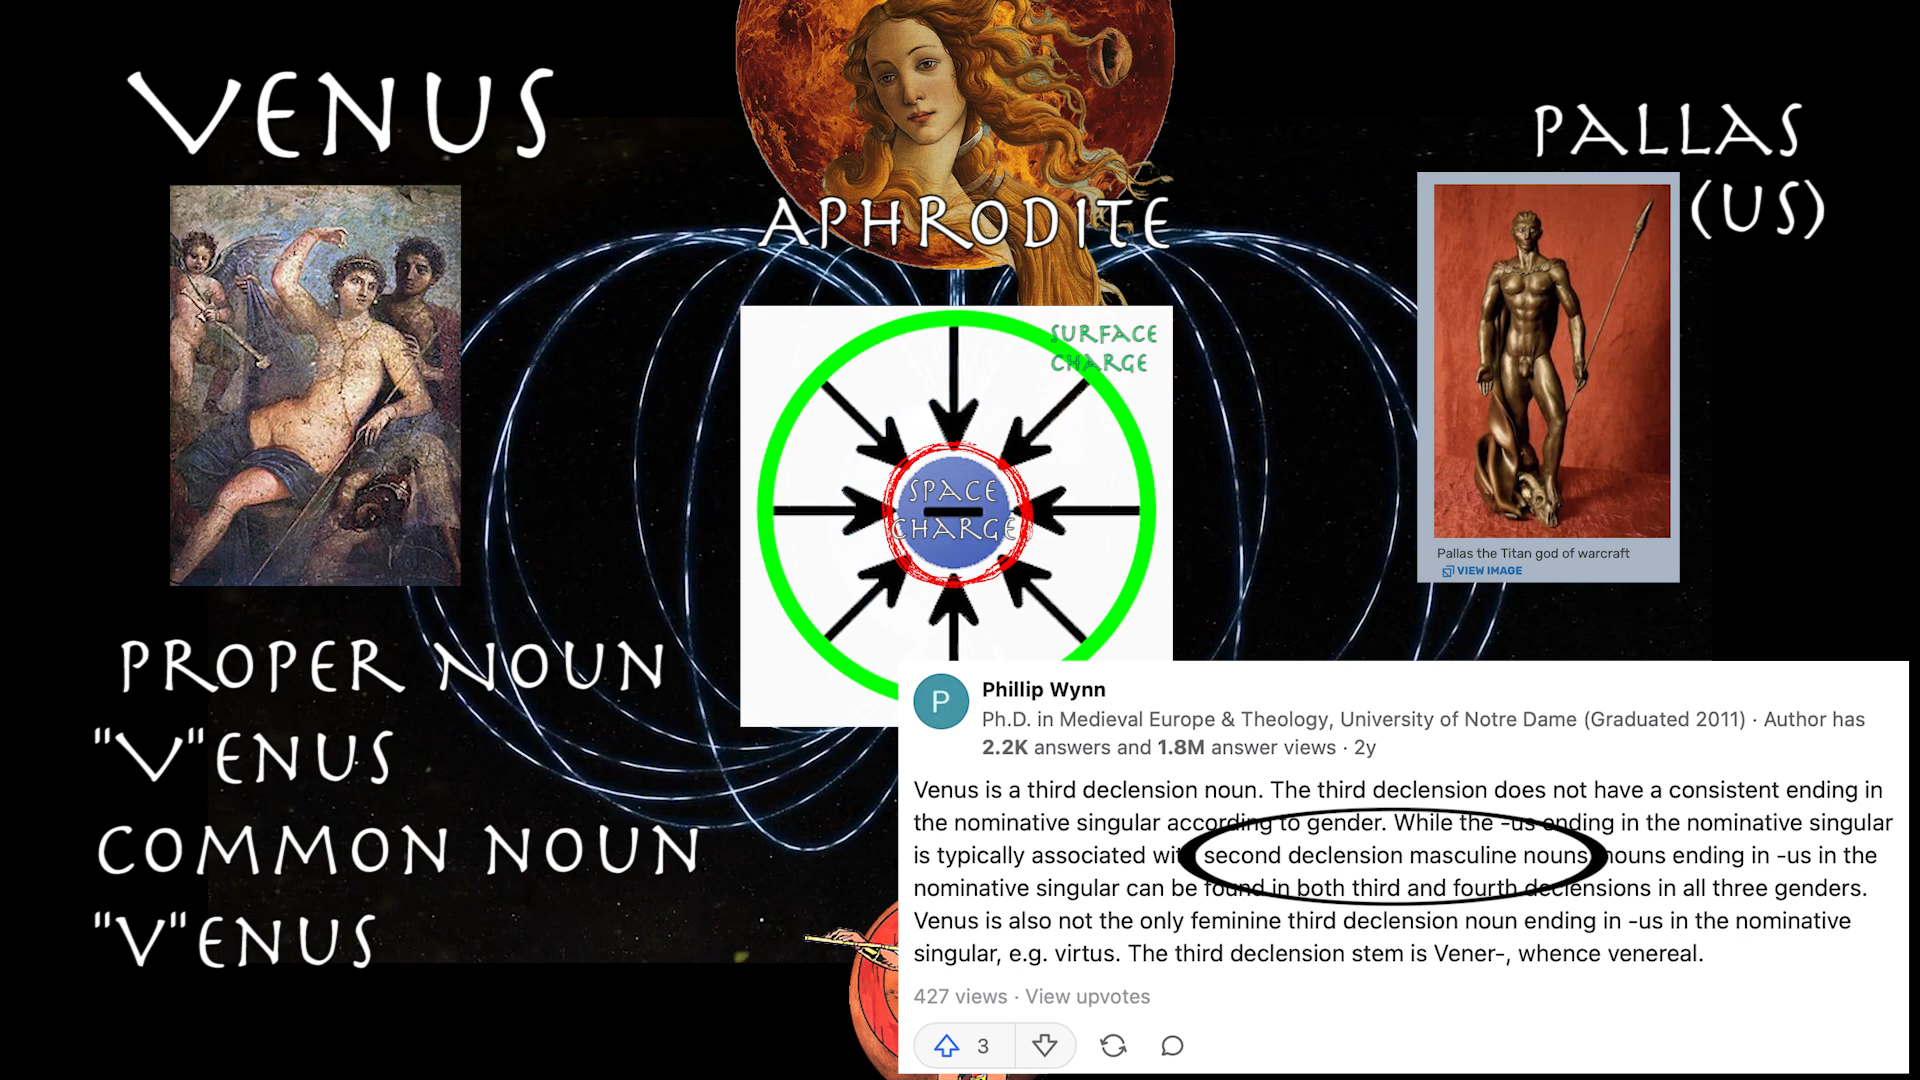 VENUS
APHRODITE
PALLAS
(US)
SURFACE
CHARGE
SPACE
CHARGE
Pallas the Titan god of warcraft
VIEW IMAGE
PROPER NOUN
"V"ENUS
COMMON NOUN
"V"ENUS
P
Phillip Wynn
Ph.D. in Medieval Europe & Theology, University of Notre Dame (Graduated 2011) · Author has
2.2K answers and 1.8M answer views · 2y
Venus is a third declension noun. The third declension does not have a consistent ending in
the nominative singular according to gender. While the -us ending in the nominative singular
is typically associated with second declension masculine nouns nouns ending in -us in the
nominative singular can be found in both third and fourth declensions in all three genders.
Venus is also not the only feminine third declension noun ending in -us in the nominative
singular, e.g. virtus. The third declension stem is Vener-, whence venereal.
427 views · View upvotes
3